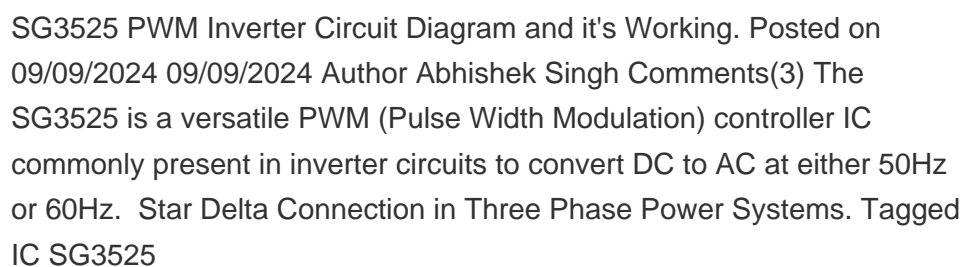 SG3525 PWM Inverter Circuit Diagram and it's Working. Posted on
09/09/2024 09/09/2024 Author Abhishek Singh Comments(3) The
SG3525 is a versatile PWM (Pulse Width Modulation) controller IC
commonly present in inverter circuits to convert DC to AC at either 50Hz
or 60Hz.  Star Delta Connection in Three Phase Power Systems. Tagged
IC SG3525